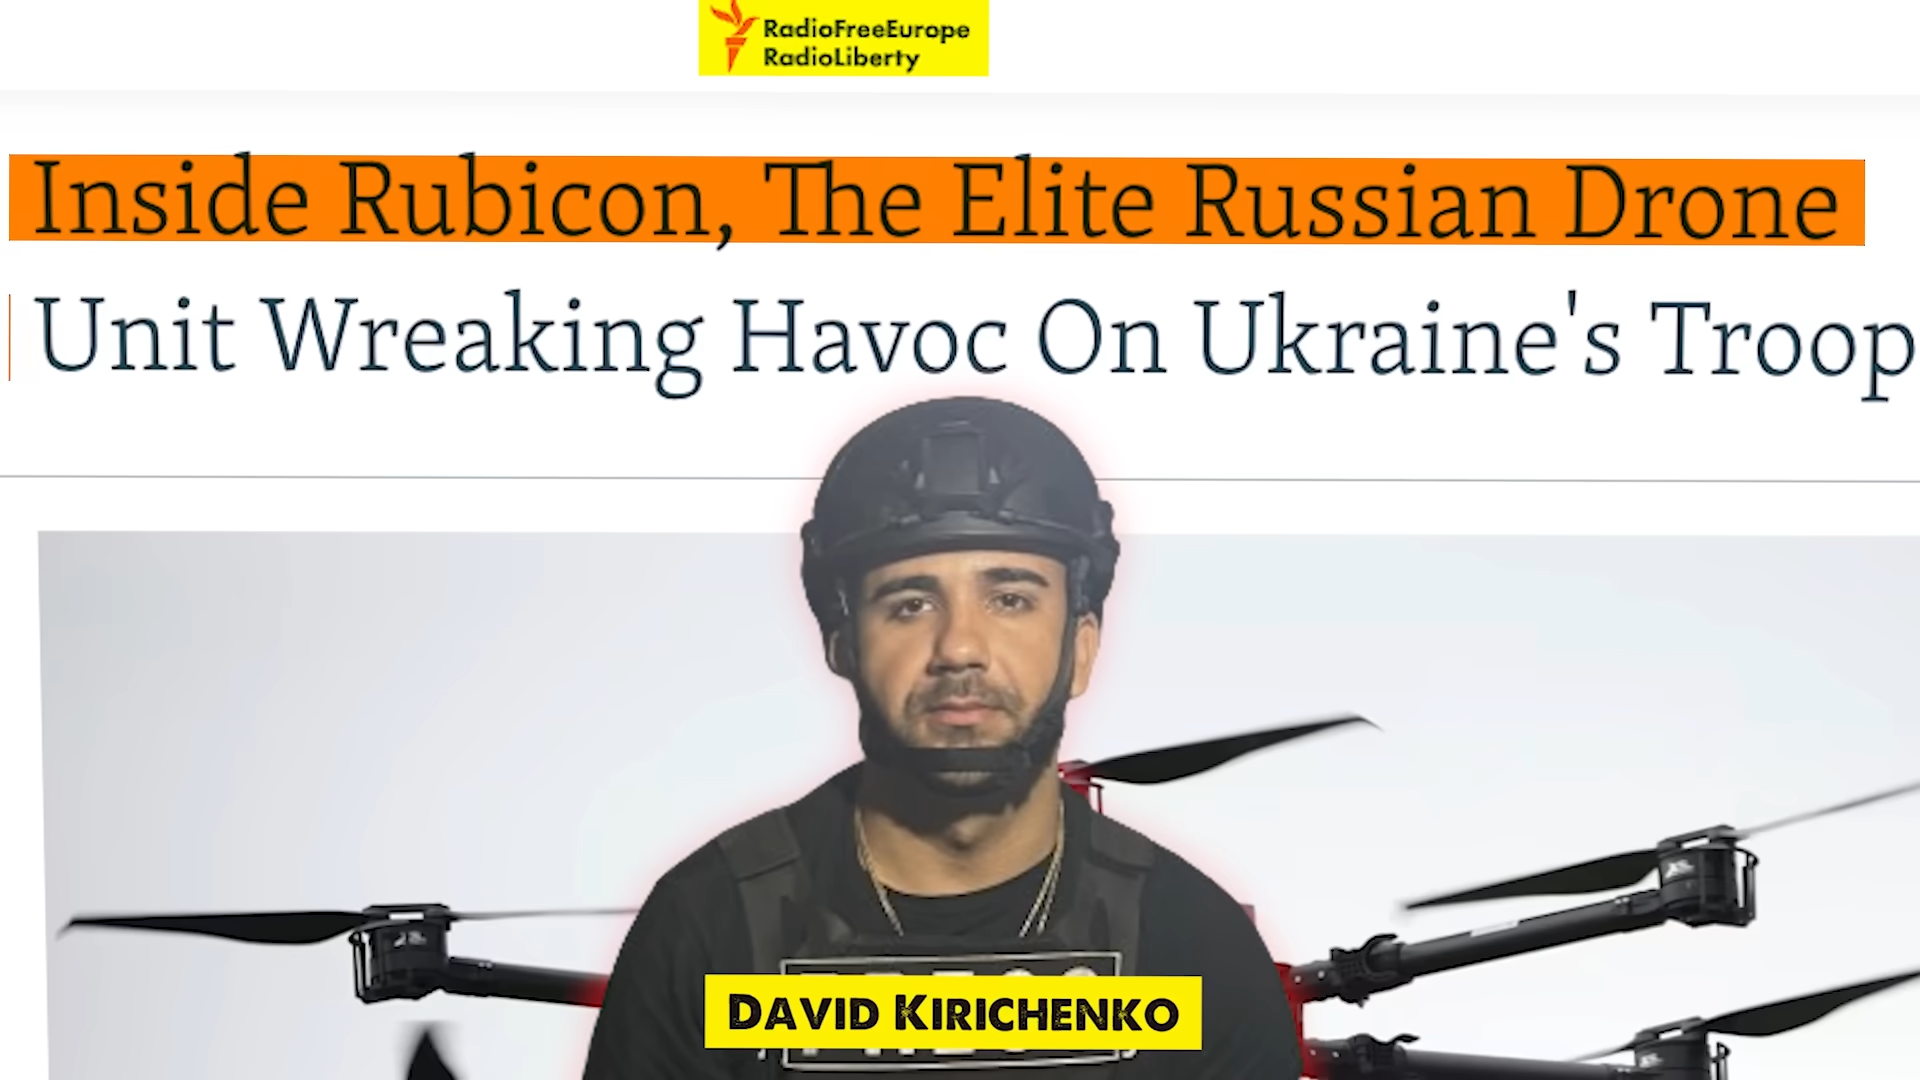 RadioFreeEurope
RadioLiberty
Inside Rubicon, The Elite Russian Drone
Unit Wreaking Havoc On Ukraine's Troop
DAVID KIRICHENKO